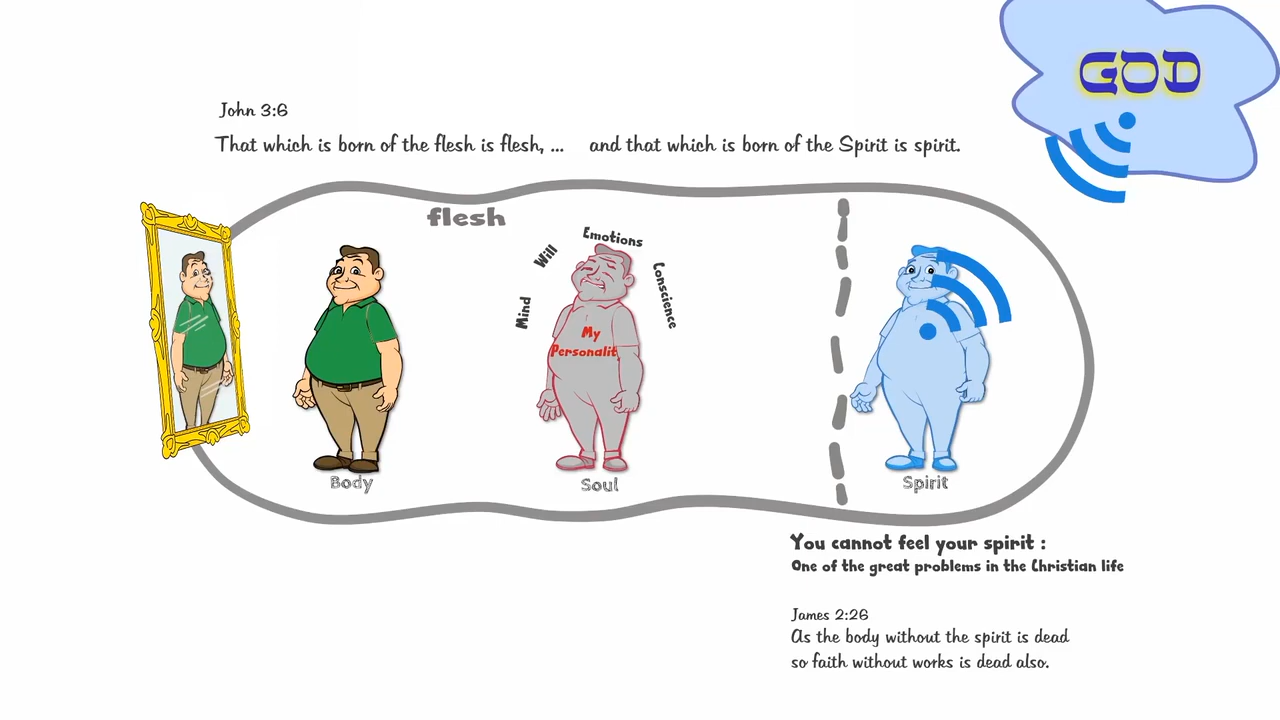 GOD
John 3:6
That which is born of the flesh is flesh, ... and that which is born of the Spirit is spirit.
flesh
Mind
Will
Emotions
Conscience
My
Personalit
Body
Soul
Spirit
You cannot feel your spirit :
One of the great problems in the Christian life
James 2:26
As the body without the spirit is dead
so faith without works is dead also.